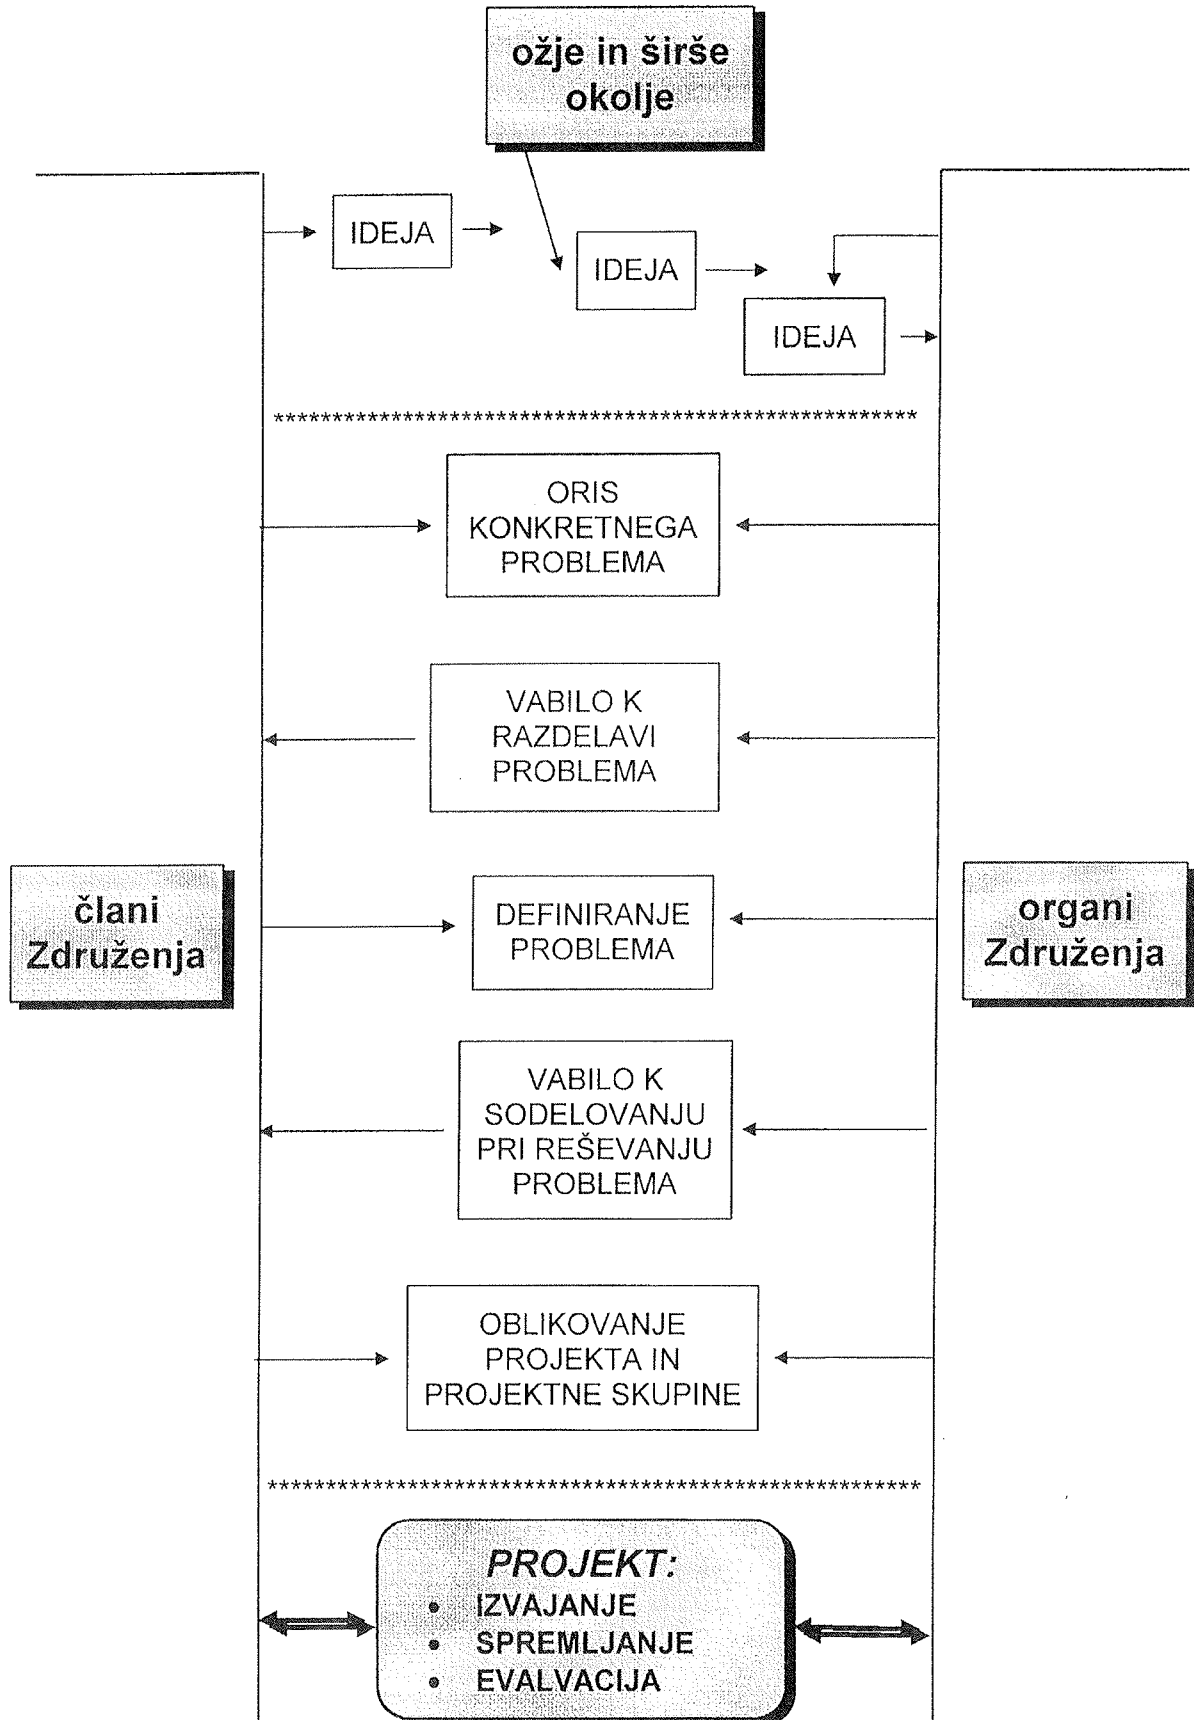 ožje in širše
okolje
IDEJA
IDEJA
IDEJA
*******************************************************
ORIS
KONKRETNEGA
PROBLEMA
VABILO K
RAZDELAVI
PROBLEMA
člani
Združenja
DEFINIRANJE
PROBLEMA
organi
Združenja
VABILO K
SODELOVANJU
PRI REŠEVANJU
PROBLEMA
OBLIKOVANJE
PROJEKTA IN
PROJEKTNE SKUPINE
********************************************************
PROJEKT:
• IZVAJANJE
• SPREMLJANJE
• EVALVACIJA